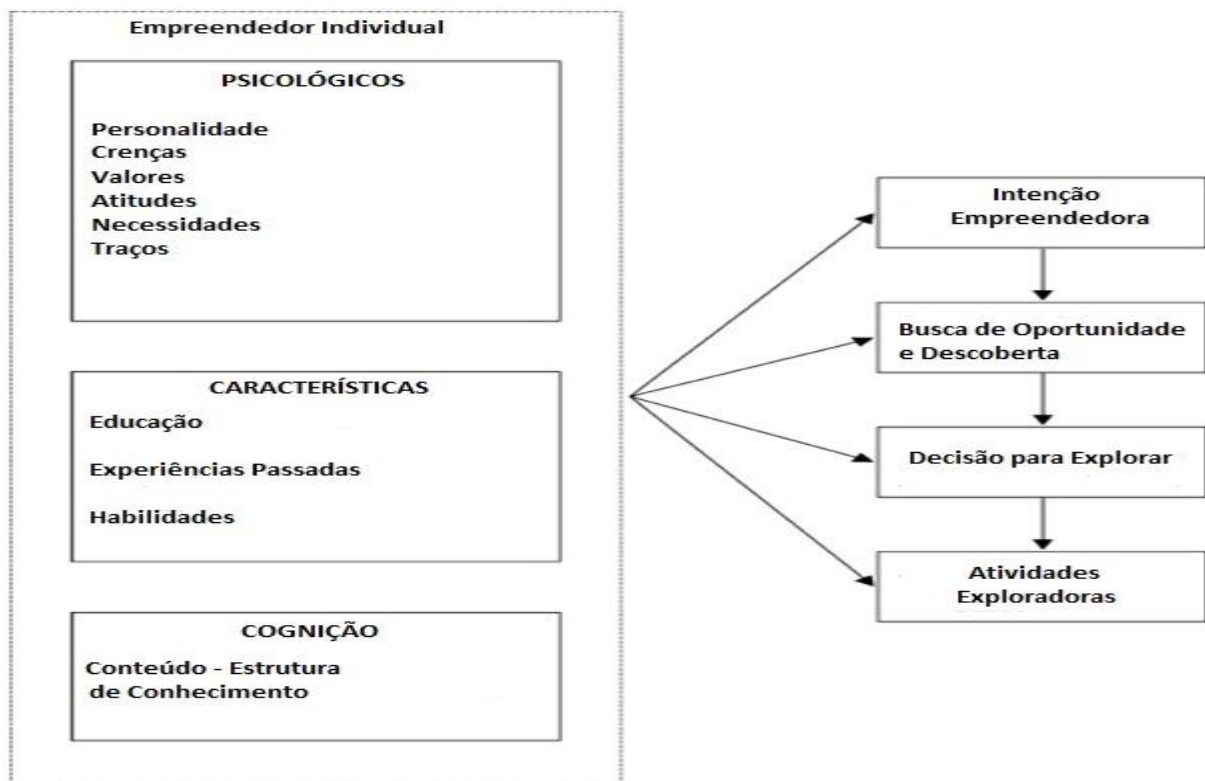 Empreendedor Individual
PSICOLÓGICOS
Personalidade
Crenças
Valores
Atitudes
Necessidades
Traços
CARACTERÍSTICAS
Educação
Experiências Passadas
Habilidades
COGNIÇÃO
Conteúdo - Estrutura
de Conhecimento
Intenção
Empreendedora
Busca de Oportunidade
e Descoberta
Decisão para Explorar
Atividades
Exploradoras